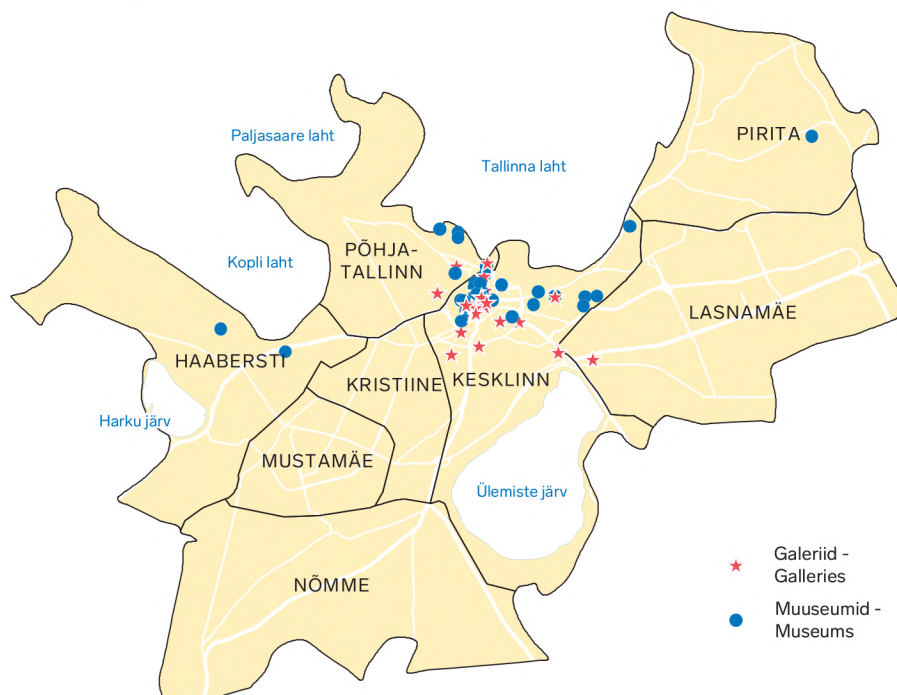 Paljasaare laht
PIRITA
Tallinna laht
PÕHJA-
TALLINN
Kopli laht
LASNAMÄE
HAABERSTI
KRISTIINE
KESKLINN
Harku järv
MUSTAMÄE
Ülemiste järv
NÕMME
Galeriid -
Galleries
Muuseumid -
Museums